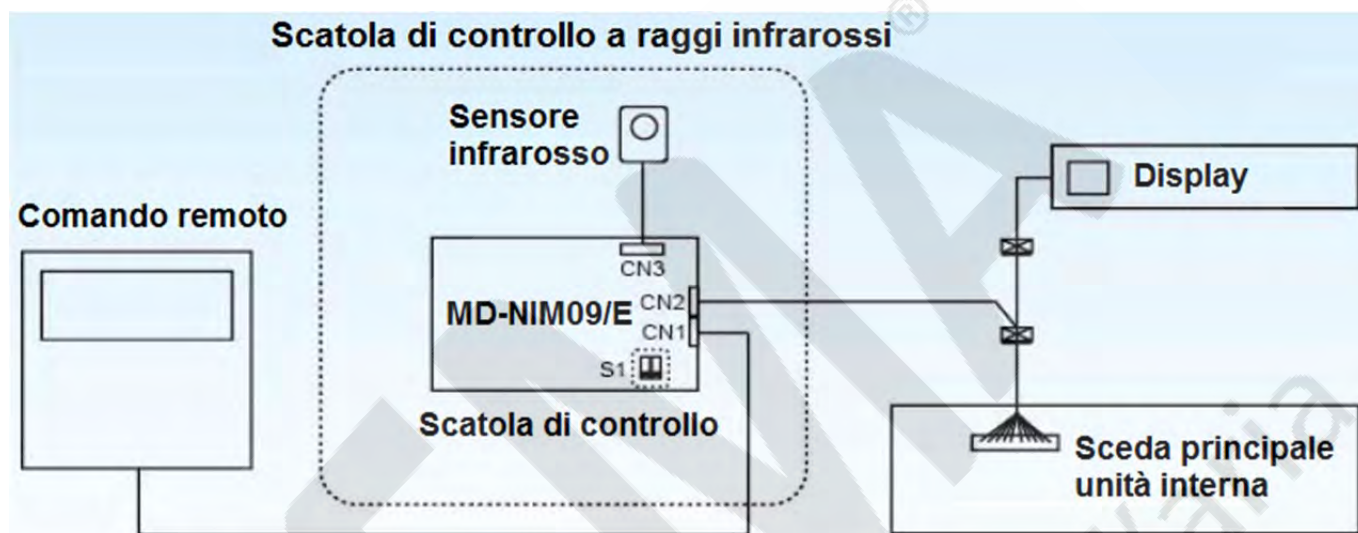 Scatola di controllo a raggi infrarossi
®
Sensore
infrarosso
Display
Comando remoto
CN3
MD-NIM09/E
CN2
CN1
S1
Scatola di controllo
Sceda principale
unità interna